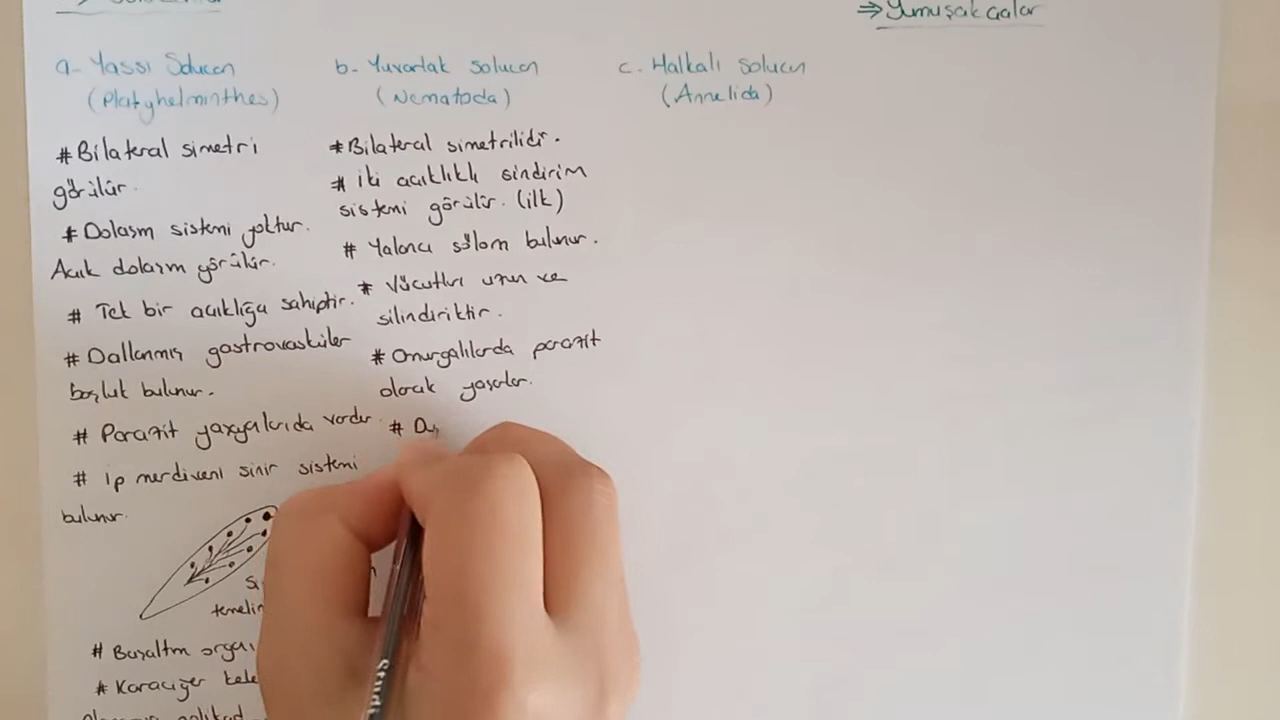 ⇒ Yumuşakçalar
a- Yassı Solucan
(Platyhelminthes)
# Bilateral simetri
görülür.
# Dolaşım sistemi yoktur.
Açık dolaşım görülür.
# Tek bir açıklığa sahiptir.
# Dallanmış gastrovasküler
boşluk bulunur.
# Parazit yaşayanlarıda vardır.
# ip merdiveni sinir sistemi
bulunur.
# Boşaltım
# Karaciğer
b- Yuvarlak solucan
(Nematoda)
# Bilateral simetrilidir.
# iki açıklıklı sindirim
sistemi görülür. (ilk)
# Yalancı sölom bulunur.
# Vücutları uzun ve
silindiriktir.
# Omurgalılarda parazit
olarak yaşarlar.
#
c. Halkalı solucan
(Annelida)